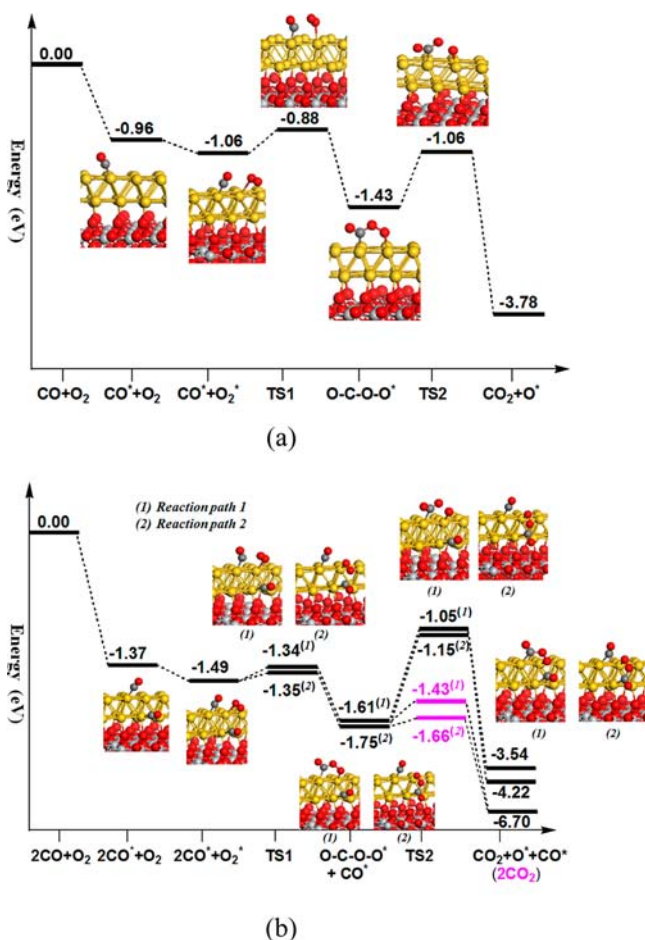 0.00
-0.96
-1.06
-0.88
-1.43
-1.06
-3.78
Energy (eV)
CO+O₂
CO*+O₂
CO*+O₂*
TS1
O-C-O-O*
TS2
CO₂+O*
(a)
(1) Reaction path 1
(2) Reaction path 2
0.00
-1.37
-1.49
-1.34(1)
-1.35(2)
-1.61(1)
-1.75(2)
-1.05(1)
-1.15(2)
-1.43(1)
-1.66(2)
-3.54
-4.22
-6.70
(1) (2)
(1) (2)
(1) (2)
(1) (2)
Energy (eV)
2CO+O₂
2CO*+O₂
2CO*+O₂*
TS1
O-C-O-O*
+ CO*
TS2
CO₂+O*+CO*
(2CO₂)
(b)